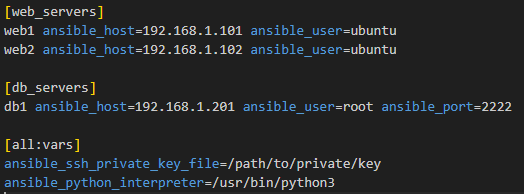 [web_servers]
web1 ansible_host=192.168.1.101 ansible_user=ubuntu
web2 ansible_host=192.168.1.102 ansible_user=ubuntu
[db_servers]
db1 ansible_host=192.168.1.201 ansible_user=root ansible_port=2222
[all:vars]
ansible_ssh_private_key_file=/path/to/private/key
ansible_python_interpreter=/usr/bin/python3